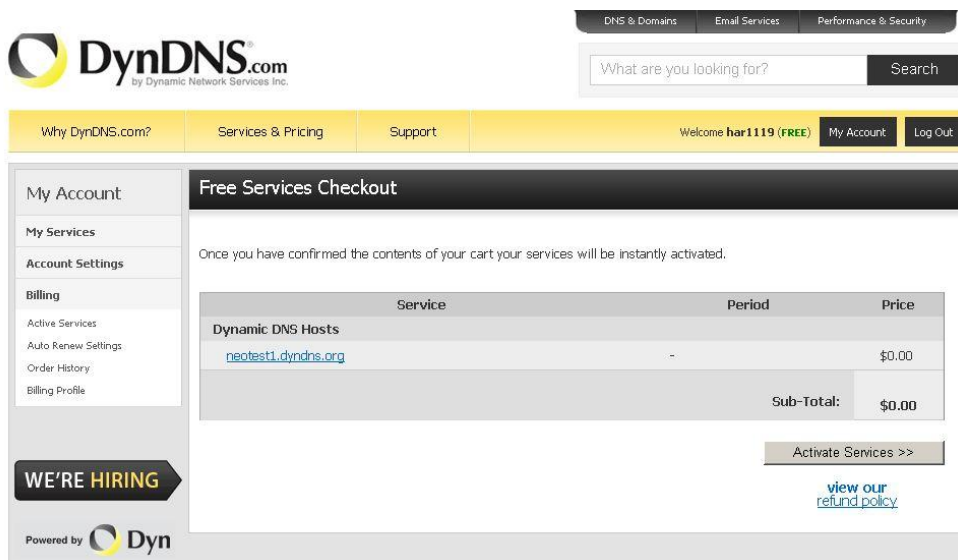 DNS & Domains Email Services Performance & Security
DynDNS.com
by Dynamic Network Services Inc.
What are you looking for? Search
Why DynDNS.com? Services & Pricing Support Welcome har1119 (FREE) My Account Log Out
My Account
My Services
Account Settings
Billing
Active Services
Auto Renew Settings
Order History
Billing Profile
WE'RE HIRING
Powered by Dyn
Free Services Checkout
Once you have confirmed the contents of your cart your services will be instantly activated.
Service Period Price
Dynamic DNS Hosts
neotest1.dyndns.org - $0.00
Sub-Total: $0.00
Activate Services >>
view our
refund policy